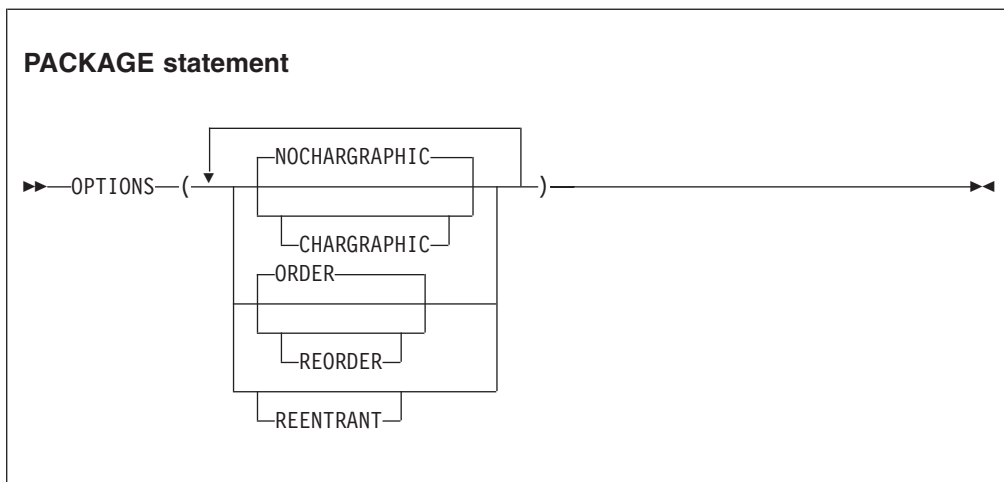 PACKAGE statement
NOCHARGRAPHIC
OPTIONS ( )
CHARGRAPHIC
ORDER
REORDER
REENTRANT